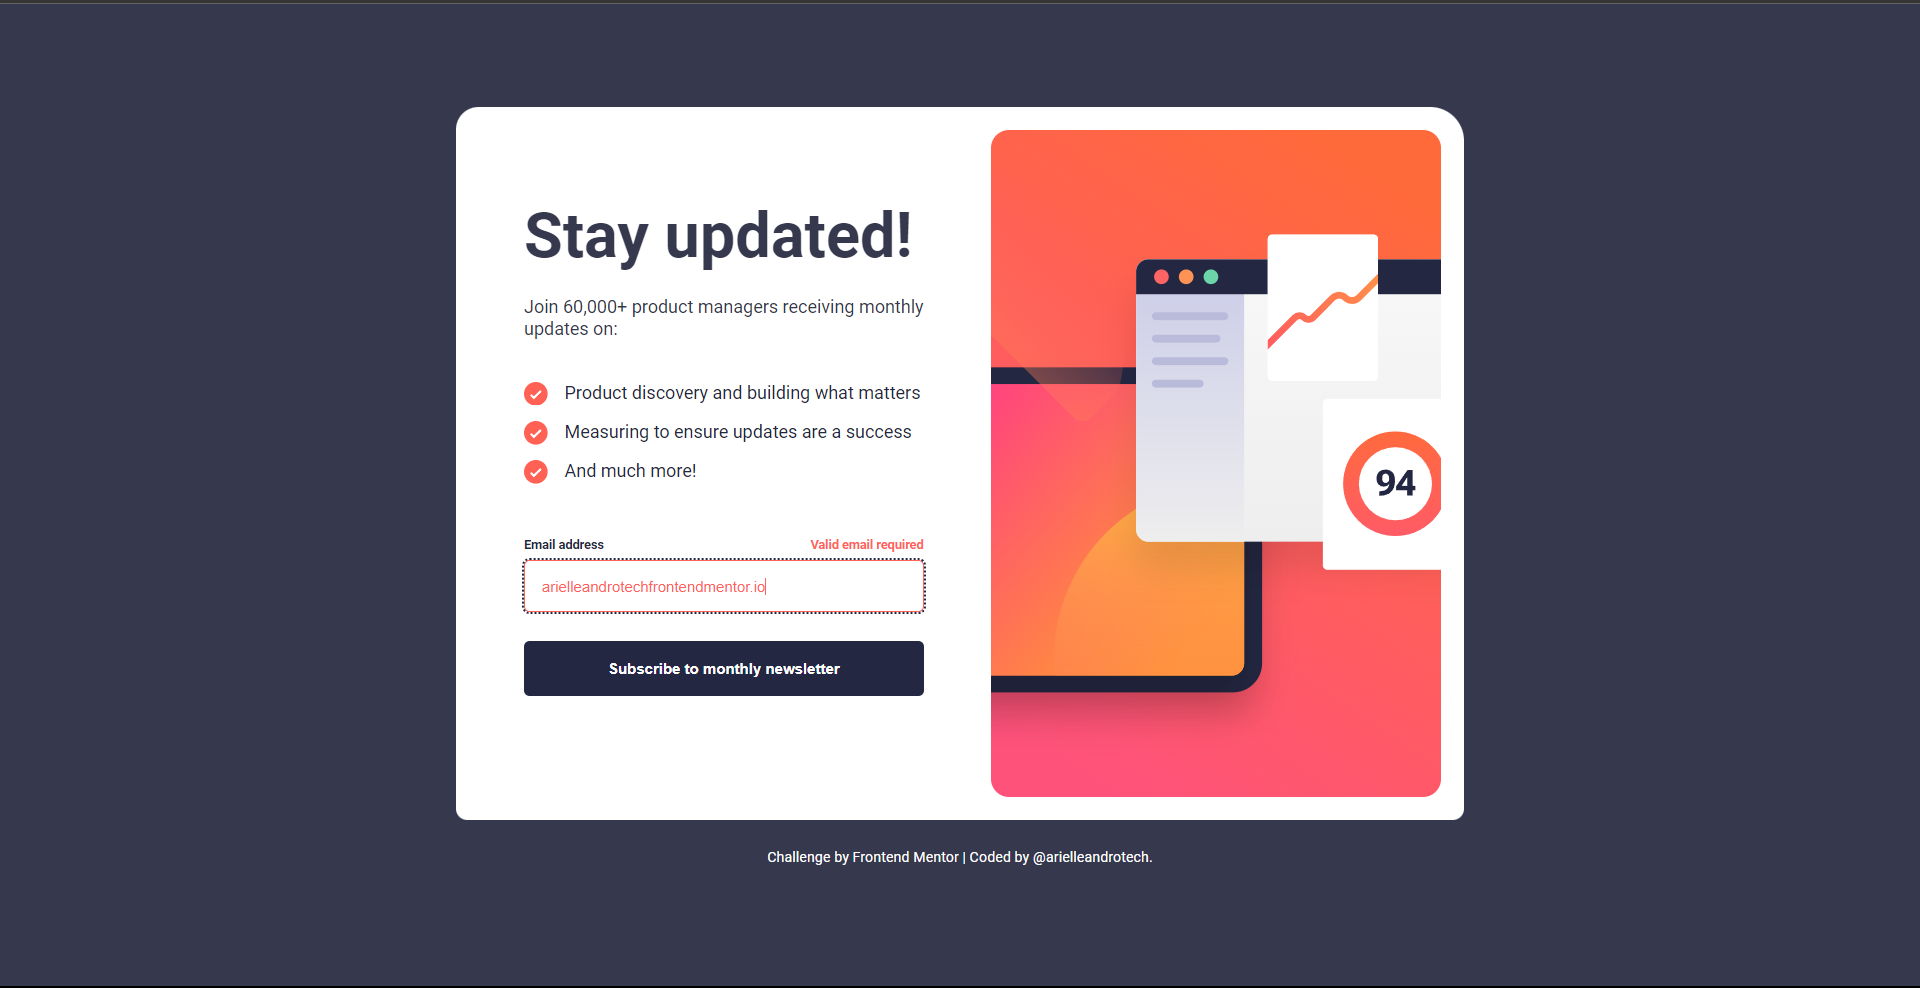 Stay updated!
Join 60,000+ product managers receiving monthly
updates on:
Product discovery and building what matters
Measuring to ensure updates are a success
And much more!
Email address
Valid email required
arielleandrotechfrontendmentor.io
Subscribe to monthly newsletter
94
Challenge by Frontend Mentor | Coded by @arielleandrotech.